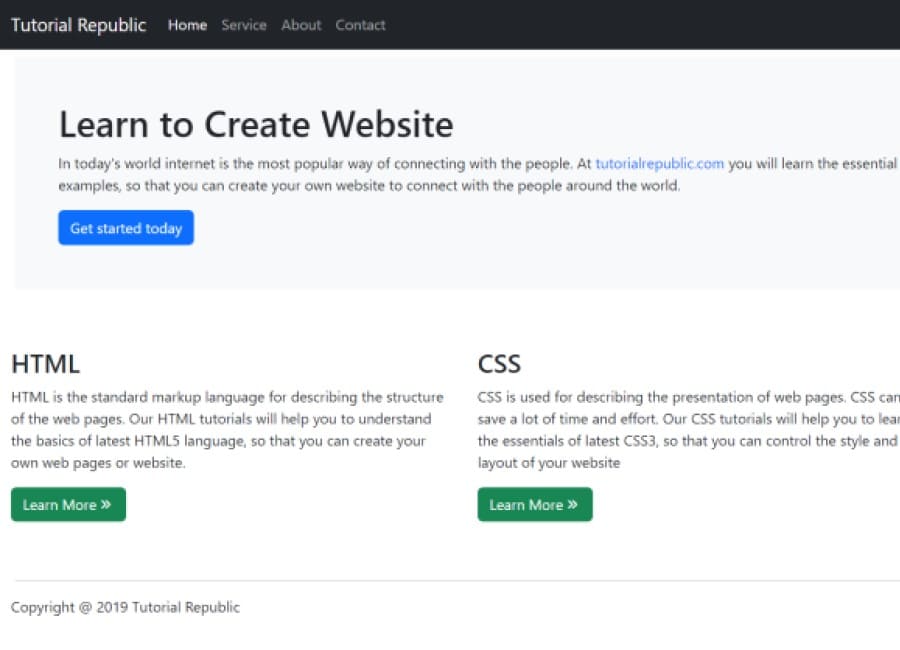 Tutorial Republic Home Service About Contact
Learn to Create Website
In today's world internet is the most popular way of connecting with the people. At tutorialrepublic.com you will learn the essential
examples, so that you can create your own website to connect with the people around the world.
Get started today
HTML
HTML is the standard markup language for describing the structure
of the web pages. Our HTML tutorials will help you to understand
the basics of latest HTML5 language, so that you can create your
own web pages or website.
Learn More »
CSS
CSS is used for describing the presentation of web pages. CSS can
save a lot of time and effort. Our CSS tutorials will help you to
the essentials of latest CSS3, so that you can control the style and
layout of your website
Learn More »
Copyright @ 2019 Tutorial Republic